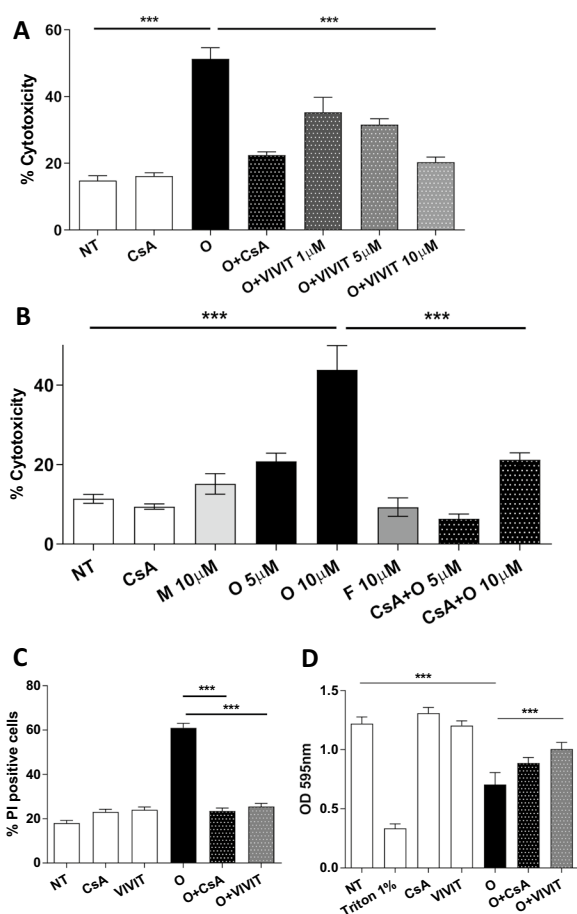 A
***
***
60
40
20
0
% Cytotoxicity
NT
CsA
O
O+CsA
O+VIVIT 1μM
O+VIVIT 5μM
O+VIVIT 10μM
B
***
***
40
20
0
% Cytotoxicity
NT
CsA
M 10μM
O 5μM
O 10μM
F 10μM
CsA+O 5μM
CsA+O 10μM
C
***
***
80
60
40
20
0
% PI positive cells
NT
CsA
VIVIT
O
O+CsA
O+VIVIT
D
***
***
1.5
1.0
0.5
0.0
OD 595nm
NT
Triton 1%
CsA
VIVIT
O
O+CsA
O+VIVIT